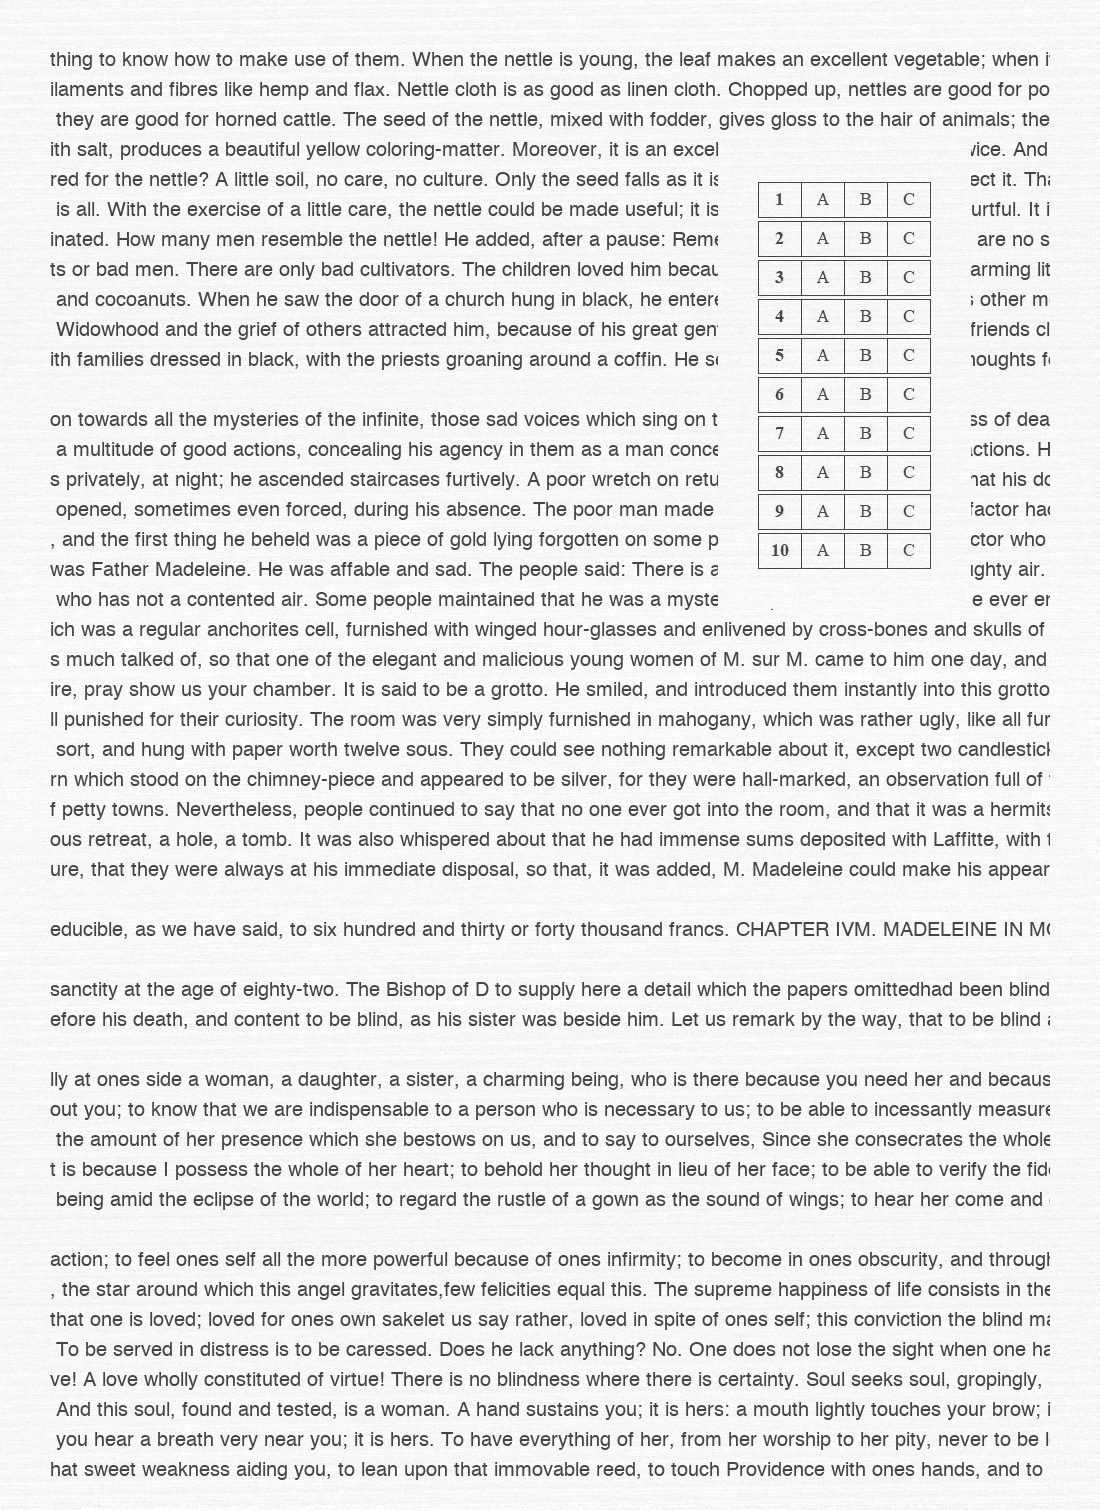 thing to know how to make use of them. When the nettle is young, the leaf makes an excellent vegetable; when
ilaments and fibres like hemp and flax. Nettle cloth is as good as linen cloth. Chopped up, nettles are good for po
they are good for horned cattle. The seed of the nettle, mixed with fodder, gives gloss to the hair of animals; the
ith salt, produces a beautiful yellow coloring-matter. Moreover, it is an excel vice. And
red for the nettle? A little soil, no care, no culture. Only the seed falls as it is ect it. Tha
1 A B C
is all. With the exercise of a little care, the nettle could be made useful; it is urtful. It i
inated. How many men resemble the nettle! He added, after a pause: Reme are no s
2 A B C
ts or bad men. There are only bad cultivators. The children loved him becau arming lit
3 A B C
and cocoanuts. When he saw the door of a church hung in black, he entere other m
4 A B C
Widowhood and the grief of others attracted him, because of his great gen friends cl
ith families dressed in black, with the priests groaning around a coffin. He se houghts fo
5 A B C
6 A B C
on towards all the mysteries of the infinite, those sad voices which sing on t ss of dea
7 A B C
a multitude of good actions, concealing his agency in them as a man conce ctions. H
s privately, at night; he ascended staircases furtively. A poor wretch on retu hat his do
8 A B C
opened, sometimes even forced, during his absence. The poor man made factor had
9 A B C
, and the first thing he beheld was a piece of gold lying forgotten on some p ctor who
10 A B C
was Father Madeleine. He was affable and sad. The people said: There is a ughty air.
who has not a contented air. Some people maintained that he was a myste e ever en
ich was a regular anchorites cell, furnished with winged hour-glasses and enlivened by cross-bones and skulls of
s much talked of, so that one of the elegant and malicious young women of M. sur M. came to him one day, and
ire, pray show us your chamber. It is said to be a grotto. He smiled, and introduced them instantly into this grotto
ll punished for their curiosity. The room was very simply furnished in mahogany, which was rather ugly, like all fur
sort, and hung with paper worth twelve sous. They could see nothing remarkable about it, except two candlestick
rn which stood on the chimney-piece and appeared to be silver, for they were hall-marked, an observation full of
f petty towns. Nevertheless, people continued to say that no one ever got into the room, and that it was a hermits
ous retreat, a hole, a tomb. It was also whispered about that he had immense sums deposited with Laffitte, with t
ure, that they were always at his immediate disposal, so that, it was added, M. Madeleine could make his appear
educible, as we have said, to six hundred and thirty or forty thousand francs. CHAPTER IVM. MADELEINE IN MO
sanctity at the age of eighty-two. The Bishop of D to supply here a detail which the papers omittedhad been blind
efore his death, and content to be blind, as his sister was beside him. Let us remark by the way, that to be blind a
lly at ones side a woman, a daughter, a sister, a charming being, who is there because you need her and becaus
out you; to know that we are indispensable to a person who is necessary to us; to be able to incessantly measure
the amount of her presence which she bestows on us, and to say to ourselves, Since she consecrates the whole
t is because I possess the whole of her heart; to behold her thought in lieu of her face; to be able to verify the fide
being amid the eclipse of the world; to regard the rustle of a gown as the sound of wings; to hear her come and
action; to feel ones self all the more powerful because of ones infirmity; to become in ones obscurity, and through
, the star around which this angel gravitates,few felicities equal this. The supreme happiness of life consists in the
that one is loved; loved for ones own sakelet us say rather, loved in spite of ones self; this conviction the blind ma
To be served in distress is to be caressed. Does he lack anything? No. One does not lose the sight when one ha
ve! A love wholly constituted of virtue! There is no blindness where there is certainty. Soul seeks soul, gropingly,
And this soul, found and tested, is a woman. A hand sustains you; it is hers: a mouth lightly touches your brow; i
you hear a breath very near you; it is hers. To have everything of her, from her worship to her pity, never to be l
hat sweet weakness aiding you, to lean upon that immovable reed, to touch Providence with ones hands, and to